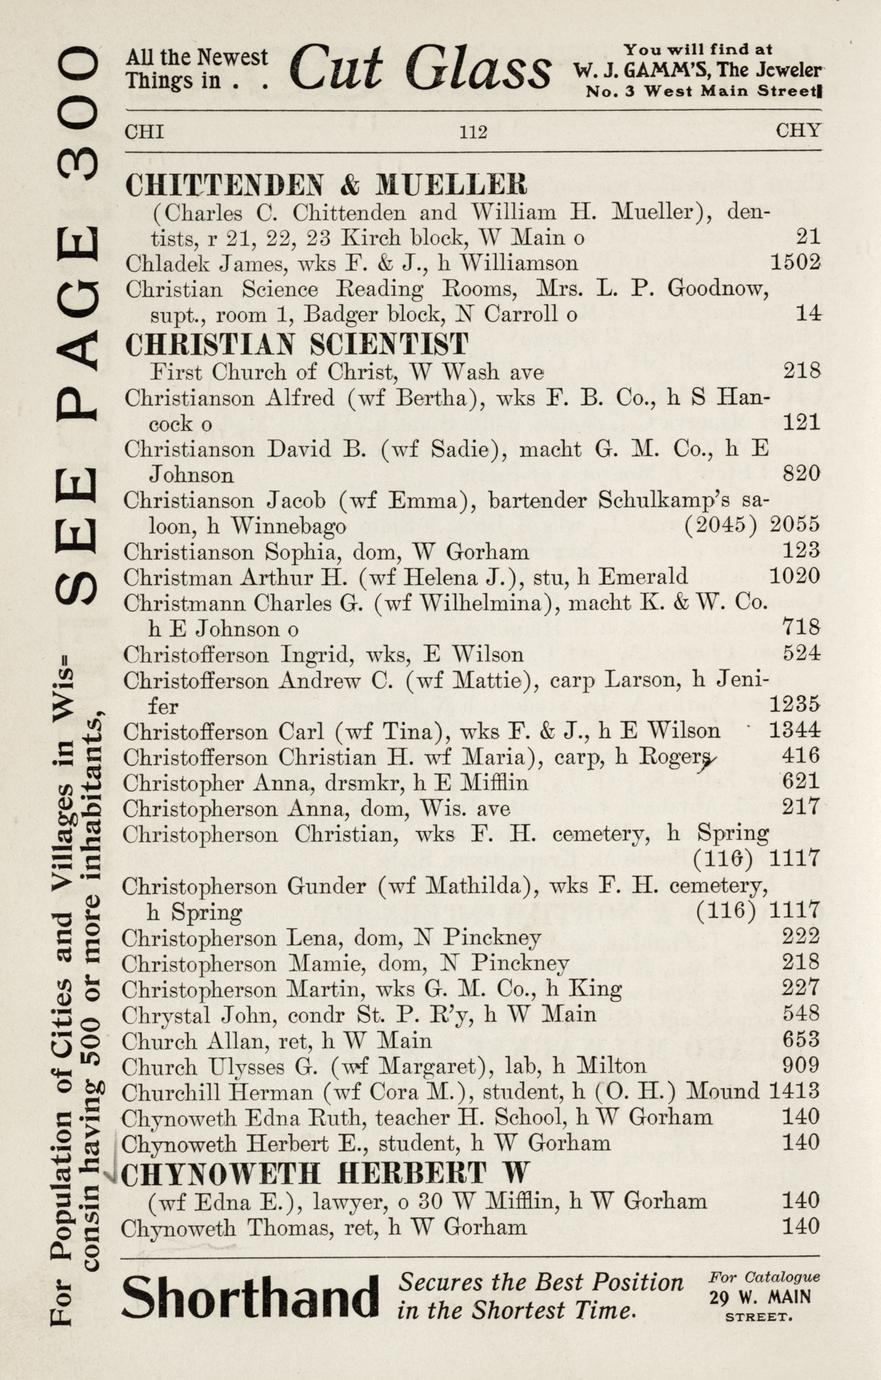 All the Newest
Things in . .
Cut Glass
You will find at
W. J. GAMM'S, The Jeweler
No. 3 West Main Street
CHI 112 CHY
CHITTENDEN & MUELLER
(Charles C. Chittenden and William H. Mueller), den-
tists, r 21, 22, 23 Kirch block, W Main o 21
Chladek James, wks F. & J., h Williamson 1502
Christian Science Reading Rooms, Mrs. L. P. Goodnow,
supt., room 1, Badger block, N Carroll o 14
CHRISTIAN SCIENTIST
First Church of Christ, W Wash ave 218
Christianson Alfred (wf Bertha), wks F. B. Co., h S Han-
cock o 121
Christianson David B. (wf Sadie), macht G. M. Co., h E
Johnson 820
Christianson Jacob (wf Emma), bartender Schulkamp's sa-
loon, h Winnebago (2045) 2055
Christianson Sophia, dom, W Gorham 123
Christman Arthur H. (wf Helena J.), stu, h Emerald 1020
Christmann Charles G. (wf Wilhelmina), macht K. & W. Co.
h E Johnson o 718
Christofferson Ingrid, wks, E Wilson 524
Christofferson Andrew C. (wf Mattie), carp Larson, h Jeni-
fer 1235
Christofferson Carl (wf Tina), wks F. & J., h E Wilson 1344
Christofferson Christian H. wf Maria), carp, h Rogers 416
Christopher Anna, drsmkr, h E Mifflin 621
Christopherson Anna, dom, Wis. ave 217
Christopherson Christian, wks F. H. cemetery, h Spring
(116) 1117
Christopherson Gunder (wf Mathilda), wks F. H. cemetery,
h Spring (116) 1117
Christopherson Lena, dom, N Pinckney 222
Christopherson Mamie, dom, N Pinckney 218
Christopherson Martin, wks G. M. Co., h King 227
Chrystal John, condr St. P. R'y, h W Main 548
Church Allan, ret, h W Main 653
Church Ulysses G. (wf Margaret), lab, h Milton 909
Churchill Herman (wf Cora M.), student, h (O. H.) Mound 1413
Chynoweth Edna Ruth, teacher H. School, h W Gorham 140
Chynoweth Herbert E., student, h W Gorham 140
CHYNOWETH HERBERT W
(wf Edna E.), lawyer, o 30 W Mifflin, h W Gorham 140
Chynoweth Thomas, ret, h W Gorham 140
Shorthand
Secures the Best Position
in the Shortest Time.
For Catalogue
29 W. MAIN
STREET.
For Population of Cities and Villages in Wis=
consin having 500 or more inhabitants,
SEE PAGE 300